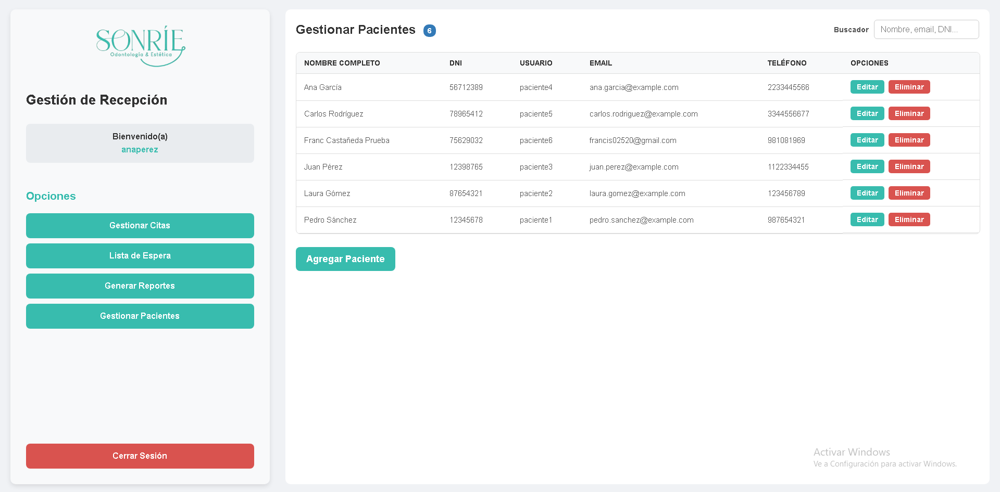 SONRÍE
Odontología & Estética
Gestión de Recepción
Bienvenido(a)
anaperez
Opciones
Gestionar Citas
Lista de Espera
Generar Reportes
Gestionar Pacientes
Cerrar Sesión
Gestionar Pacientes 6
Buscador Nombre, email, DNI...
NOMBRE COMPLETO DNI USUARIO EMAIL TELÉFONO OPCIONES
Ana García 56712389 paciente4 ana.garcia@example.com 2233445566 Editar Eliminar
Carlos Rodríguez 78965412 paciente5 carlos.rodriguez@example.com 3344556677 Editar Eliminar
Franc Castañeda Prueba 75629032 paciente6 francis02520@gmail.com 981081969 Editar Eliminar
Juan Pérez 12398765 paciente3 juan.perez@example.com 1122334455 Editar Eliminar
Laura Gómez 87654321 paciente2 laura.gomez@example.com 123456789 Editar Eliminar
Pedro Sánchez 12345678 paciente1 pedro.sanchez@example.com 987654321 Editar Eliminar
Agregar Paciente
Activar Windows
Ve a Configuración para activar Windows.